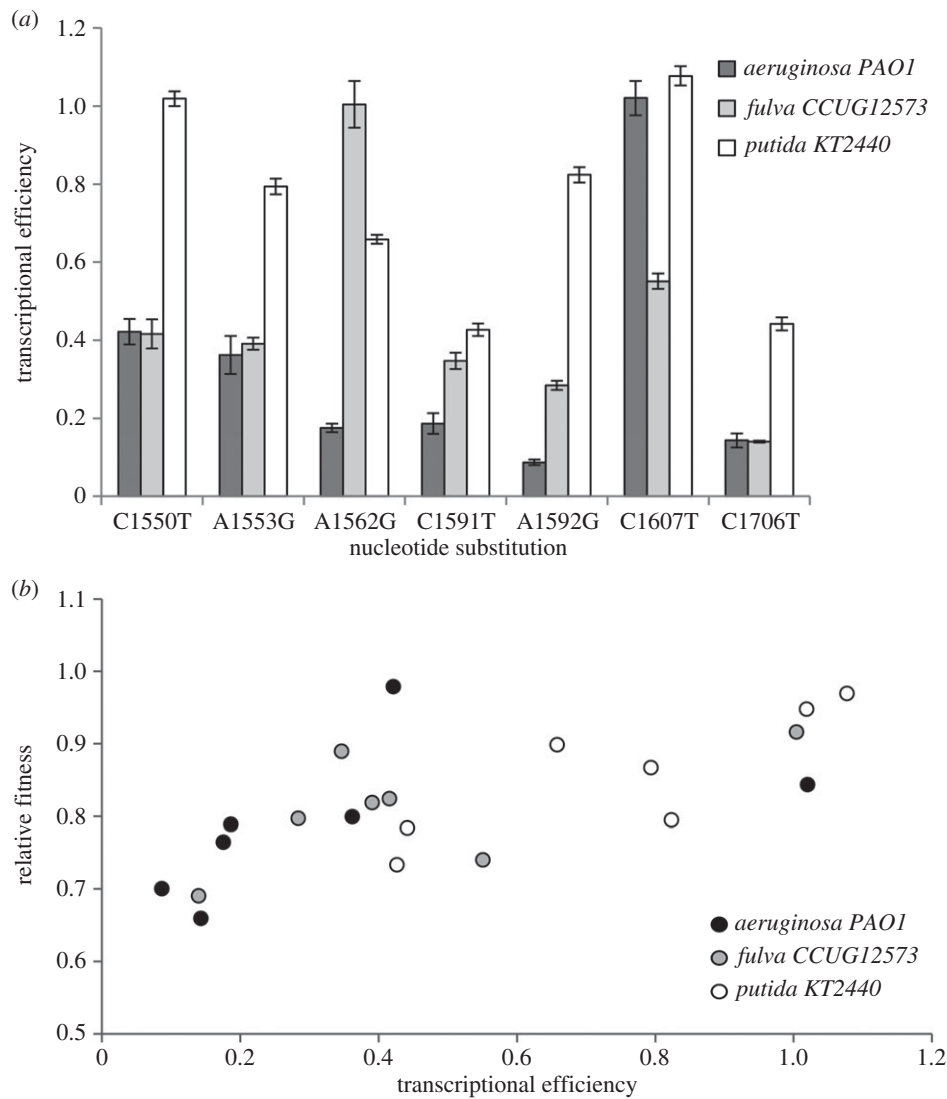 (a)
1.2
1.0
0.8
0.6
0.4
0.2
0
transcriptional efficiency
aeruginosa PAO1
fulva CCUG12573
putida KT2440
C1550T A1553G A1562G C1591T A1592G C1607T C1706T
nucleotide substitution
(b)
1.1
1.0
0.9
0.8
0.7
0.6
0.5
relative fitness
aeruginosa PAO1
fulva CCUG12573
putida KT2440
0 0.2 0.4 0.6 0.8 1.0 1.2
transcriptional efficiency